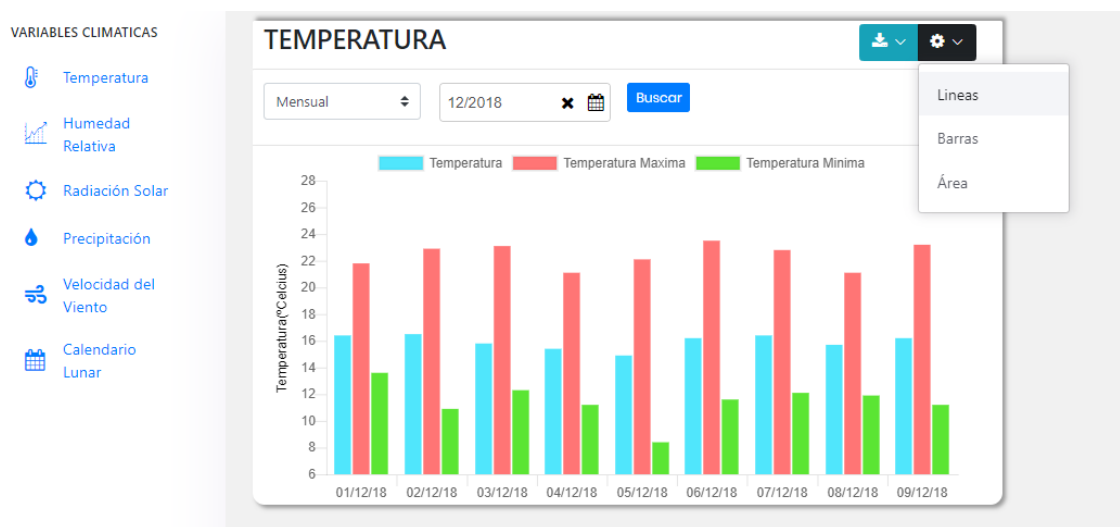 VARIABLES CLIMATICAS
Temperatura
Humedad
Relativa
Radiación Solar
Precipitación
Velocidad del
Viento
Calendario
Lunar
TEMPERATURA
Mensual
12/2018
Buscar
Lineas
Barras
Área
Temperatura Temperatura Maxima Temperatura Minima
Temperatura(ºCelcius)
28
26
24
22
20
18
16
14
12
10
8
6
01/12/18 02/12/18 03/12/18 04/12/18 05/12/18 06/12/18 07/12/18 08/12/18 09/12/18